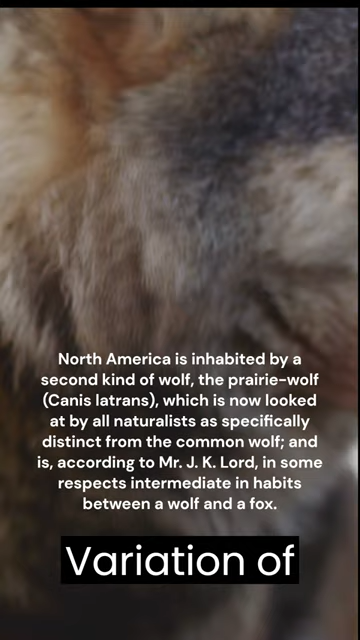 North America is inhabited by a
second kind of wolf, the prairie-wolf
(Canis latrans), which is now looked
at by all naturalists as specifically
distinct from the common wolf; and
is, according to Mr. J. K. Lord, in some
respects intermediate in habits
between a wolf and a fox.
Variation of